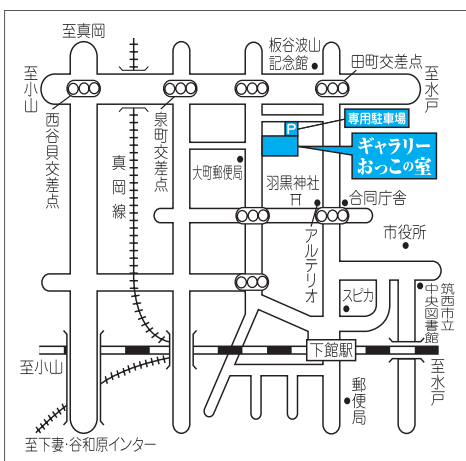 至真岡
至小山
西谷貝交差点
真岡線
泉町交差点
板谷波山
記念館
田町交差点
至水戸
専用駐車場
P
ギャラリー
おっこの室
大町郵便局
羽黒神社
合同庁舎
アルテリオ
市役所
スピカ
筑西市立
中央図書館
至小山
下館駅
至水戸
郵便局
至下妻・谷和原インター